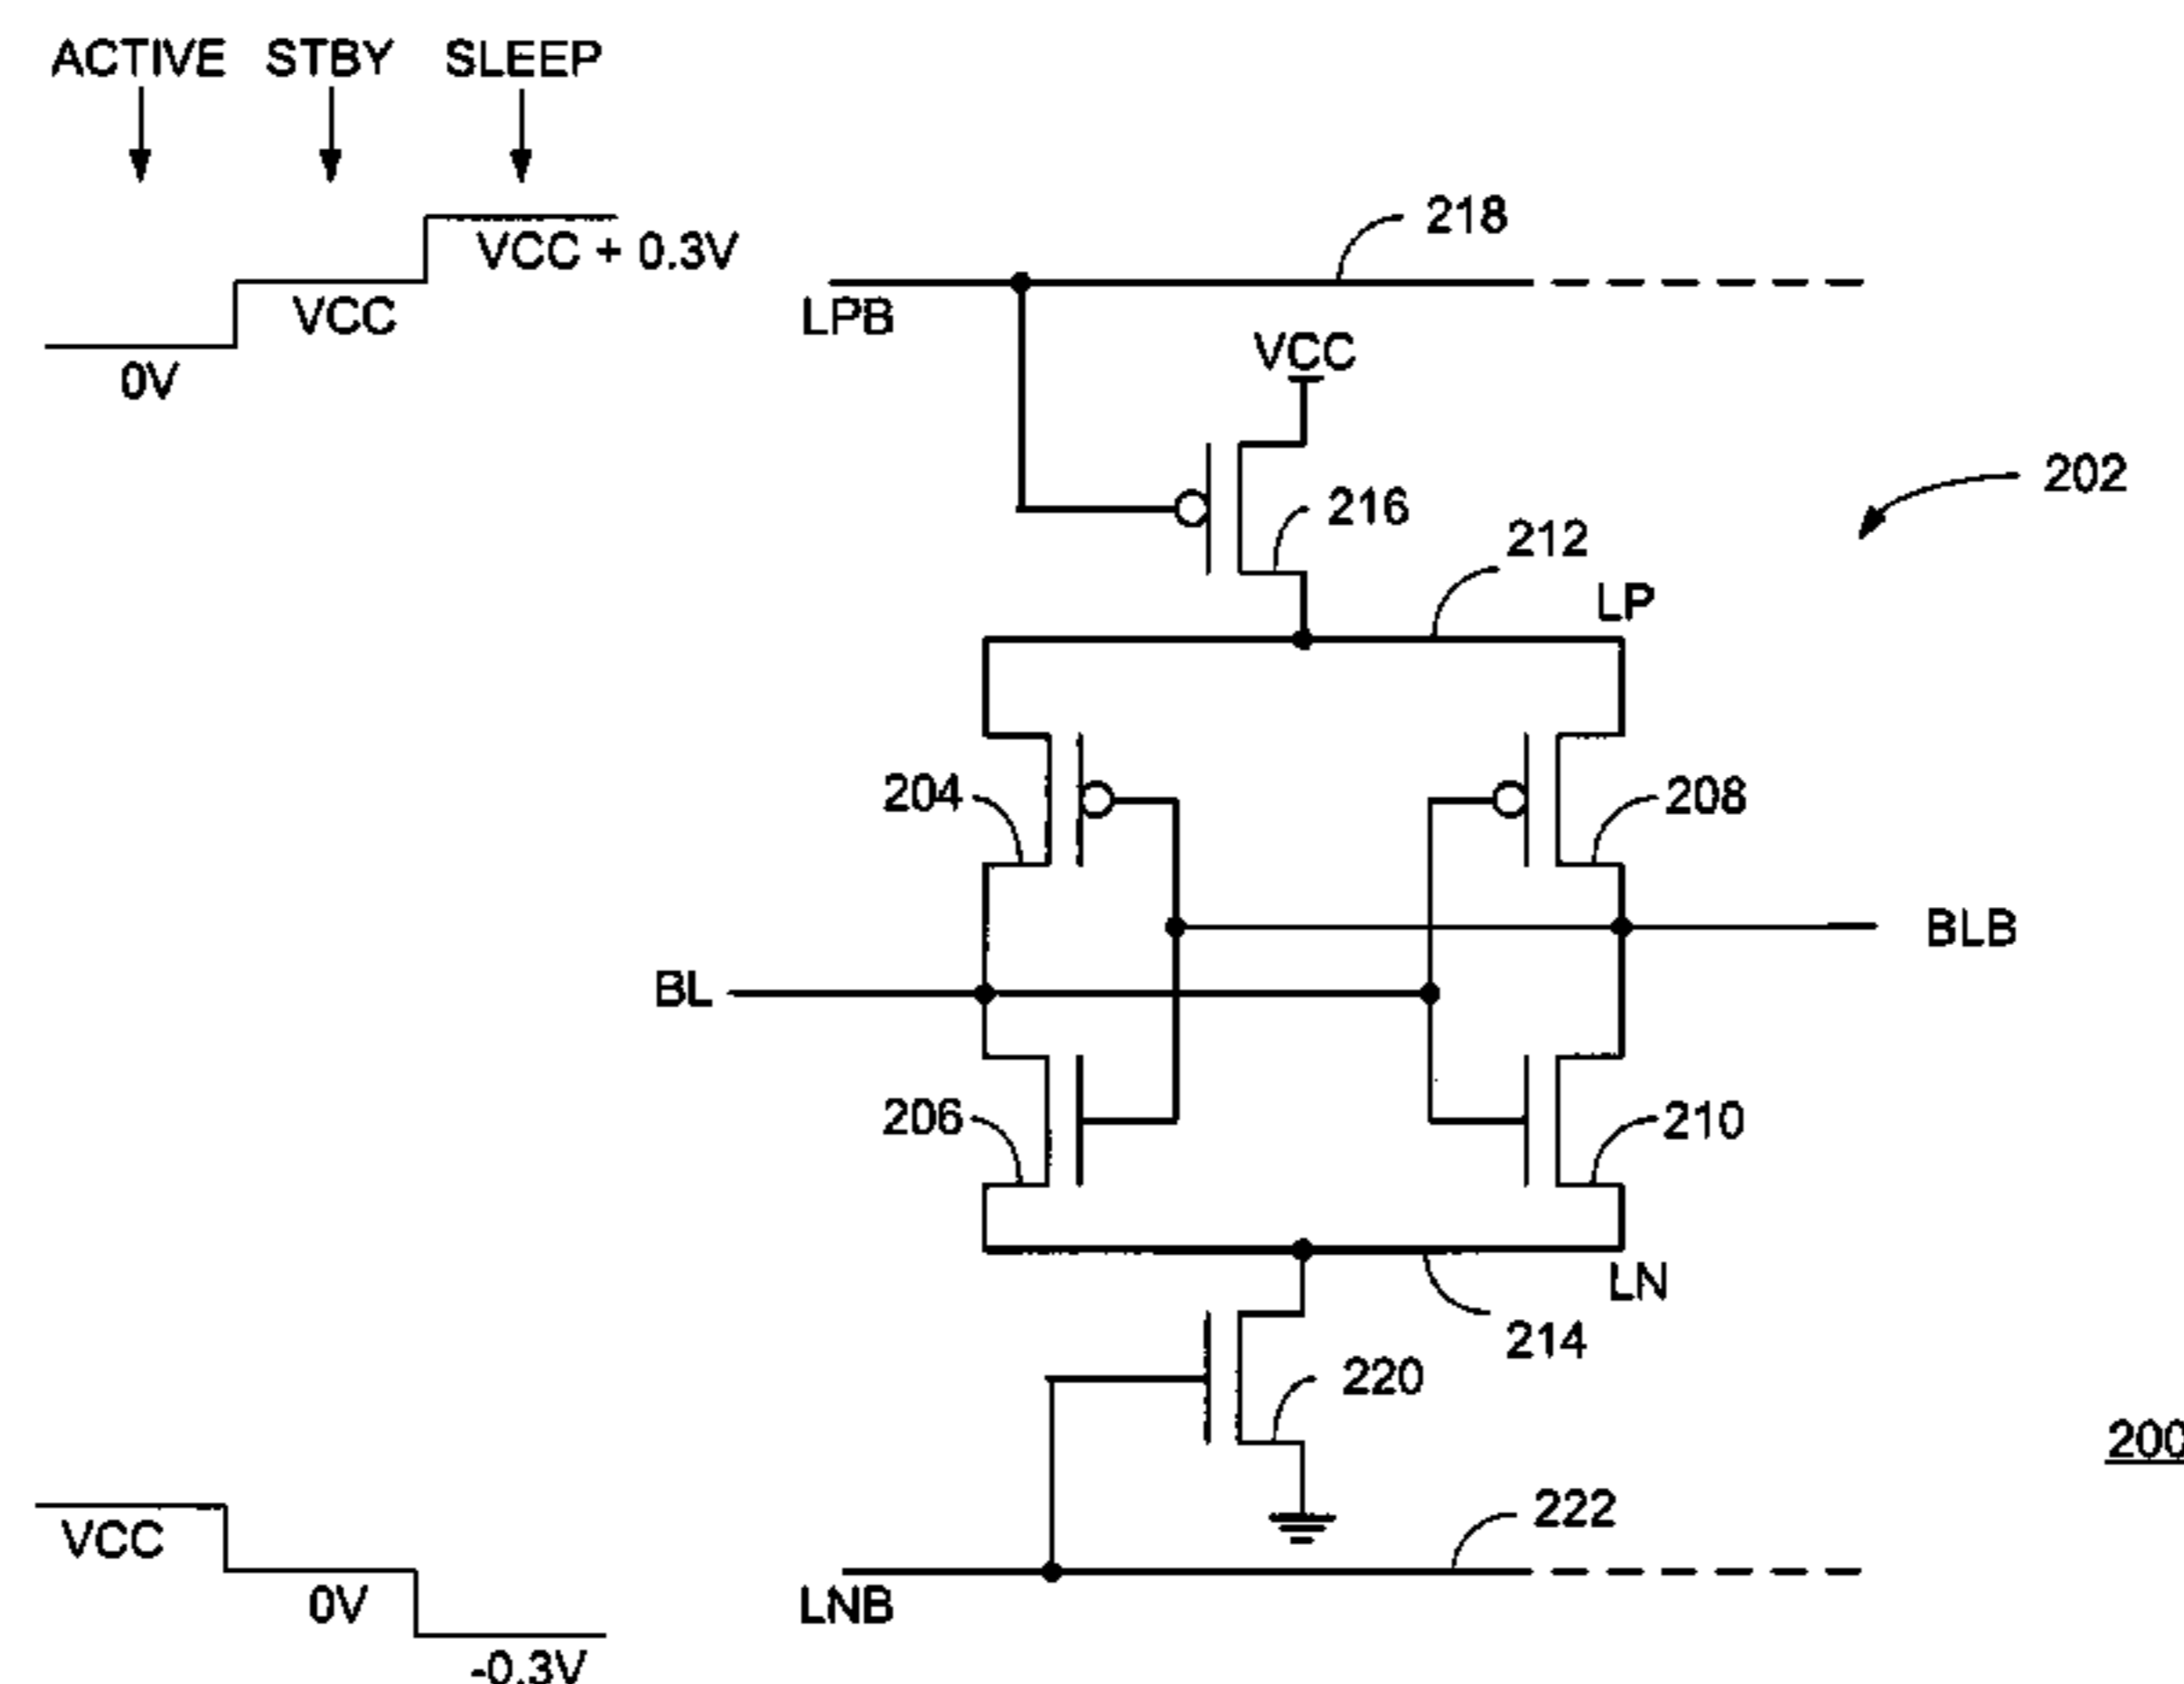 ACTIVE STBY SLEEP
218
VCC + 0.3V
VCC
LPB
VCC
0V
202
216
212
LP
204
208
BLB
BL
206
210
LN
214
220
200
222
VCC
0V
LNB
-0.3V